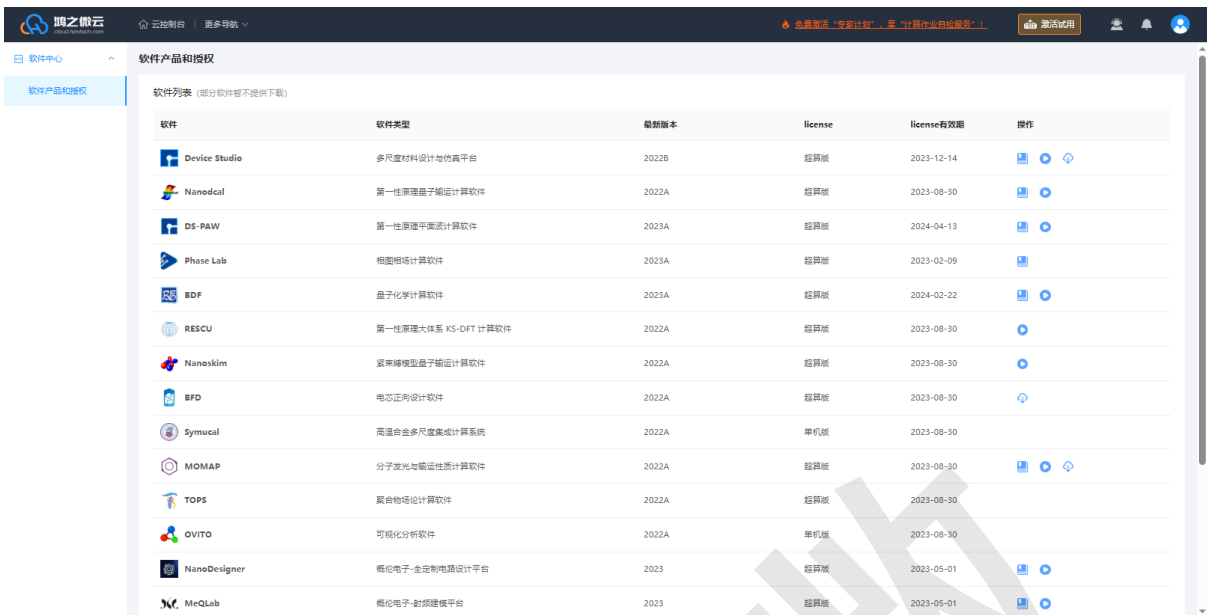 鸿之微云
cloud.hzwtech.com
云控制台 | 更多导航
免费激活 "专家计划" ，享 "计算作业自检服务" ！
激活试用
软件中心
软件产品和授权
软件产品和授权
软件列表 (部分软件暂不提供下载)
软件 软件类型 最新版本 license license有效期 操作
Device Studio 多尺度材料设计与仿真平台 2022B 超算版 2023-12-14
Nanodcal 第一性原理量子输运计算软件 2022A 超算版 2023-08-30
DS-PAW 第一性原理平面波计算软件 2023A 超算版 2024-04-13
Phase Lab 相图相场计算软件 2023A 超算版 2023-02-09
BDF 量子化学计算软件 2023A 超算版 2024-02-22
RESCU 第一性原理大体系 KS-DFT 计算软件 2022A 超算版 2023-08-30
Nanoskim 紧束缚模型量子输运计算软件 2022A 超算版 2023-08-30
BFD 电芯正向设计软件 2022A 超算版 2023-08-30
Symucal 高温合金多尺度集成计算系统 2022A 单机版 2023-08-30
MOMAP 分子发光与输运性质计算软件 2022A 超算版 2023-08-30
TOPS 聚合物场论计算软件 2022A 超算版 2023-08-30
OVITO 可视化分析软件 2022A 单机版 2023-08-30
NanoDesigner 概伦电子-全定制电路设计平台 2023 超算版 2023-05-01
MeQLab 概伦电子-射频建模平台 2023 超算版 2023-05-01